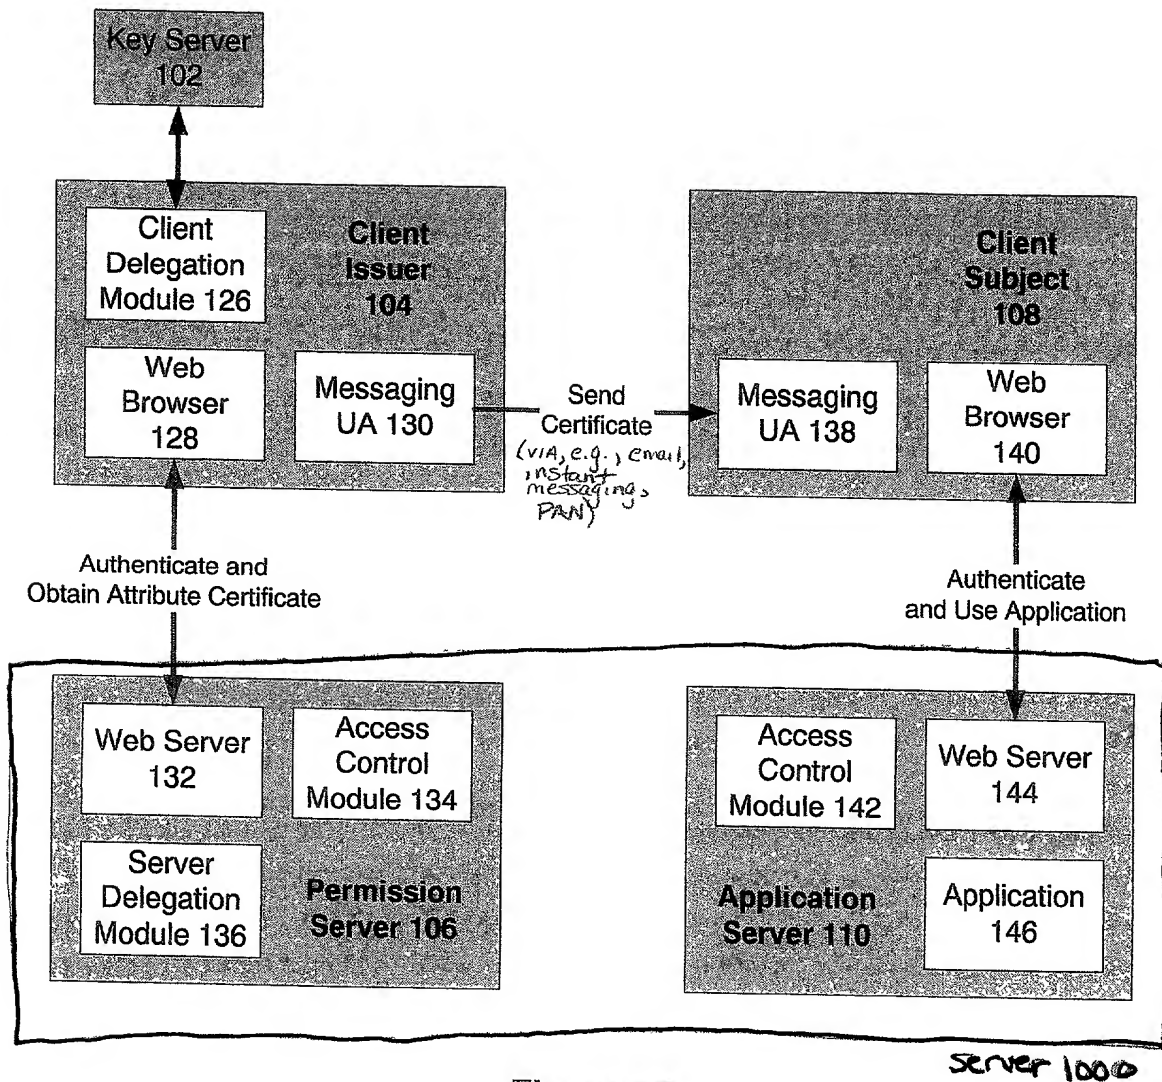 Key Server
102
Client
Delegation
Module 126
Client
Issuer
104
Web
Browser
128
Messaging
UA 130
Send
Certificate
(VIA, e.g., email,
instant
messaging,
PAN)
Client
Subject
108
Messaging
UA 138
Web
Browser
140
Authenticate and
Obtain Attribute Certificate
Authenticate
and Use Application
Web Server
132
Access
Control
Module 134
Server
Delegation
Module 136
Permission
Server 106
Access
Control
Module 142
Web Server
144
Application
Server 110
Application
146
Server 1000